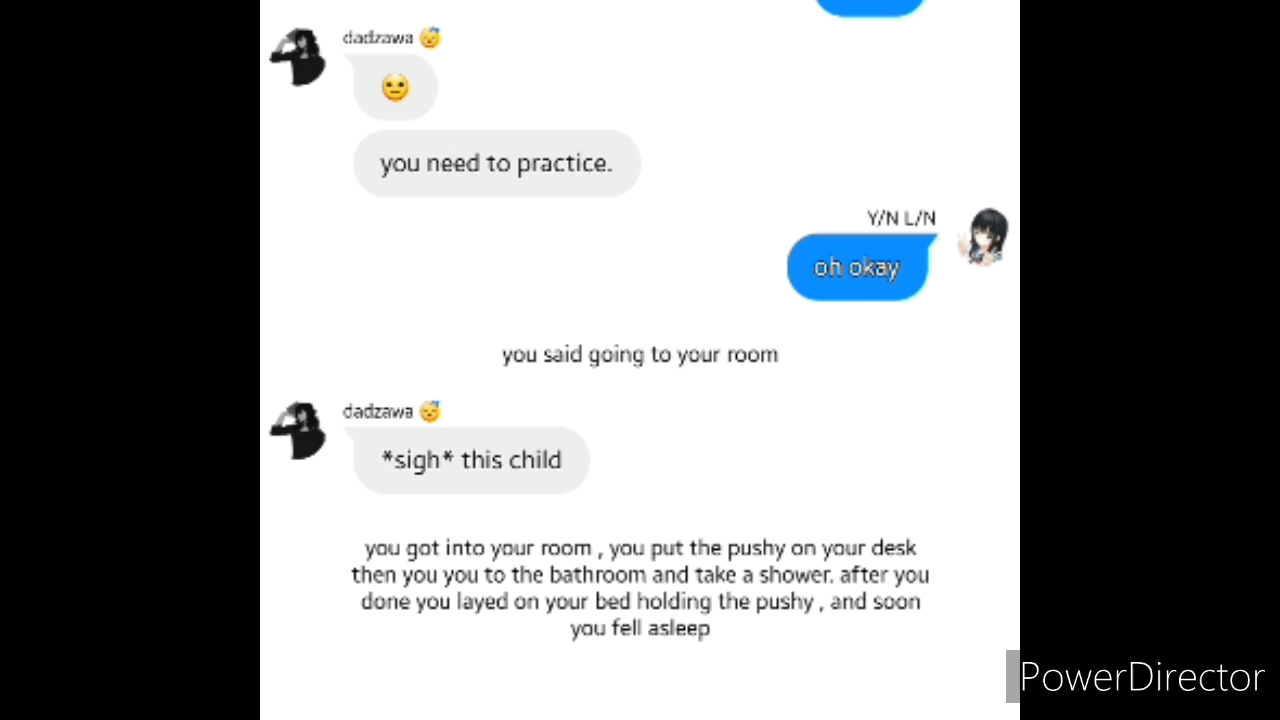 dadzawa 😴
😐
you need to practice.
Y/N L/N
oh okay
you said going to your room
dadzawa 😴
*sigh* this child
you got into your room , you put the pushy on your desk
then you you to the bathroom and take a shower. after you
done you layed on your bed holding the pushy , and soon
you fell asleep
PowerDirector